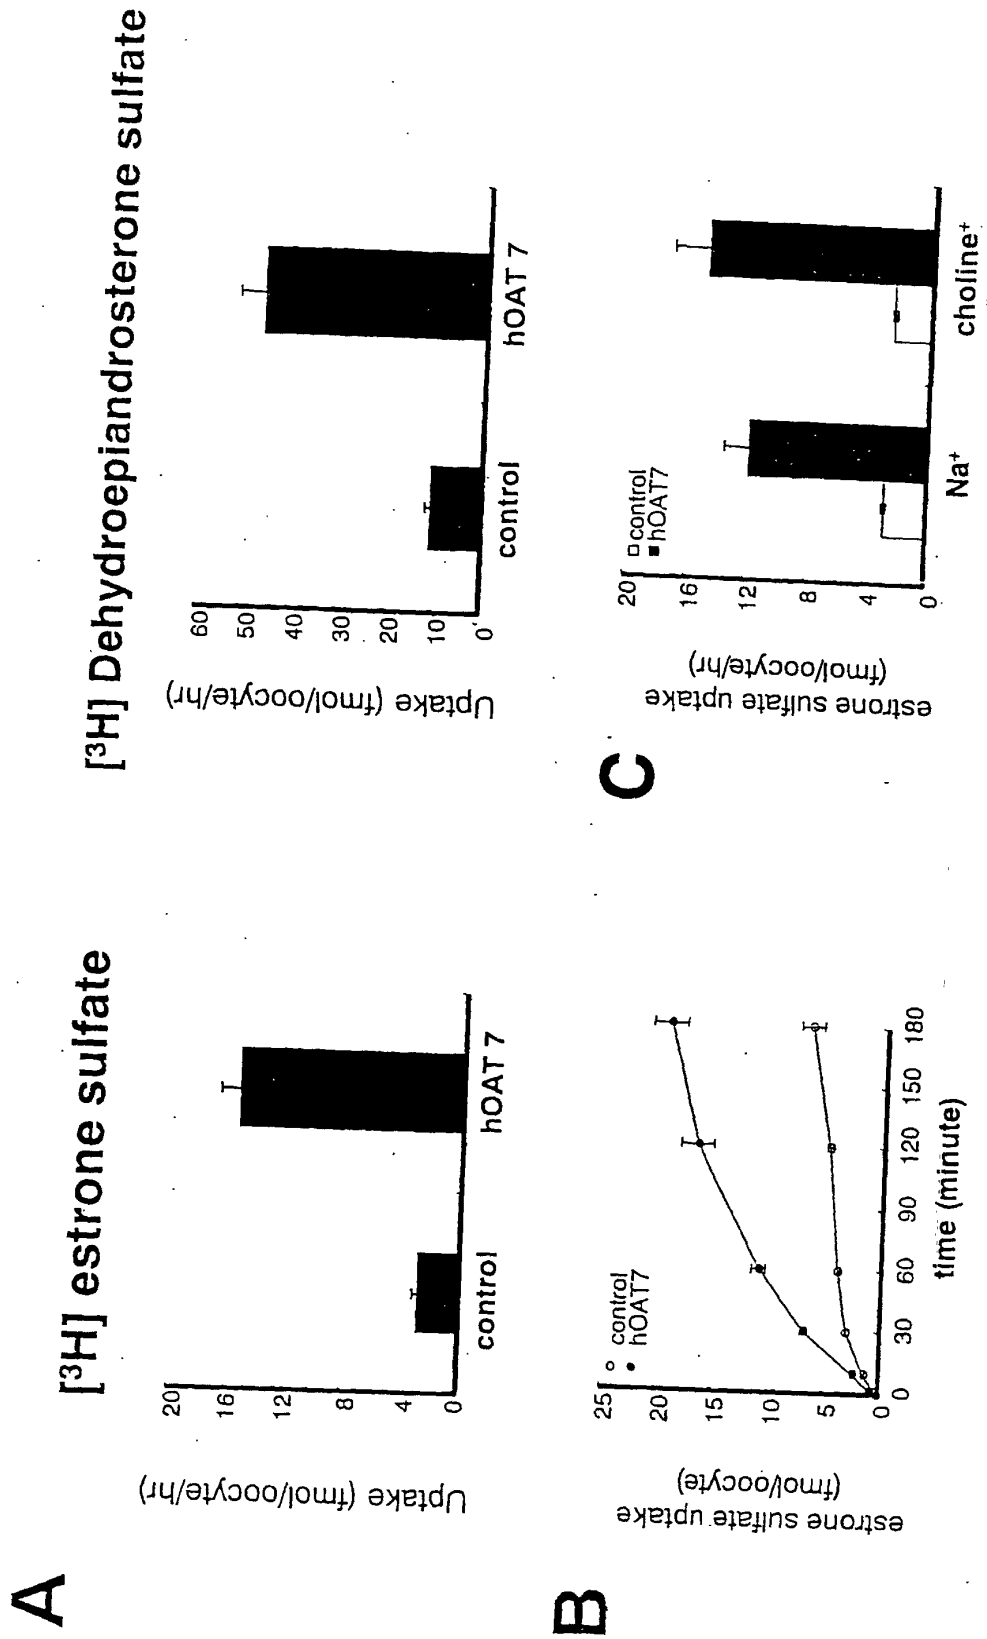 A
[³H] estrone sulfate
Uptake (fmol/oocyte/hr)
20
16
12
8
4
0
control
hOAT 7
[³H] Dehydroepiandrosterone sulfate
Uptake (fmol/oocyte/hr)
60
50
40
30
20
10
0
control
hOAT 7
B
estrone sulfate uptake
(fmol/oocyte)
25
20
15
10
5
0
○ control
● hOAT7
0 30 60 90 120 150 180
time (minute)
C
estrone sulfate uptake
(fmol/oocyte/hr)
20
16
12
8
4
0
□ control
■ hOAT7
Na⁺
choline⁺